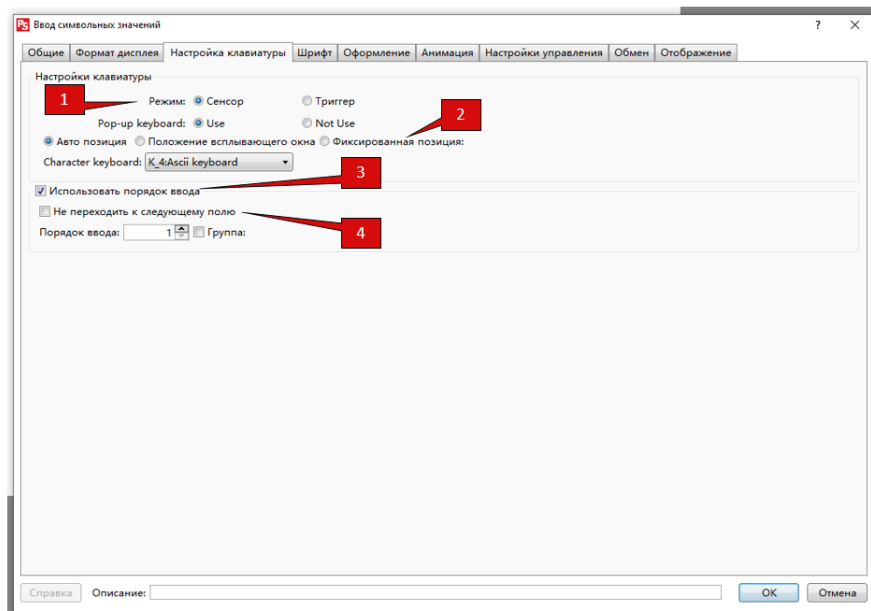 PS Ввод символьных значений ? ×
Общие Формат дисплея Настройка клавиатуры Шрифт Оформление Анимация Настройки управления Обмен Отображение
Настройки клавиатуры
1 Режим: Сенсор Триггер
2
Pop-up keyboard: Use Not Use
Авто позиция Положение всплывающего окна Фиксированная позиция:
Character keyboard: K_4:Ascii keyboard
3
Использовать порядок ввода
Не переходить к следующему полю
Порядок ввода: 1 Группа:
4
Справка Описание: OK Отмена